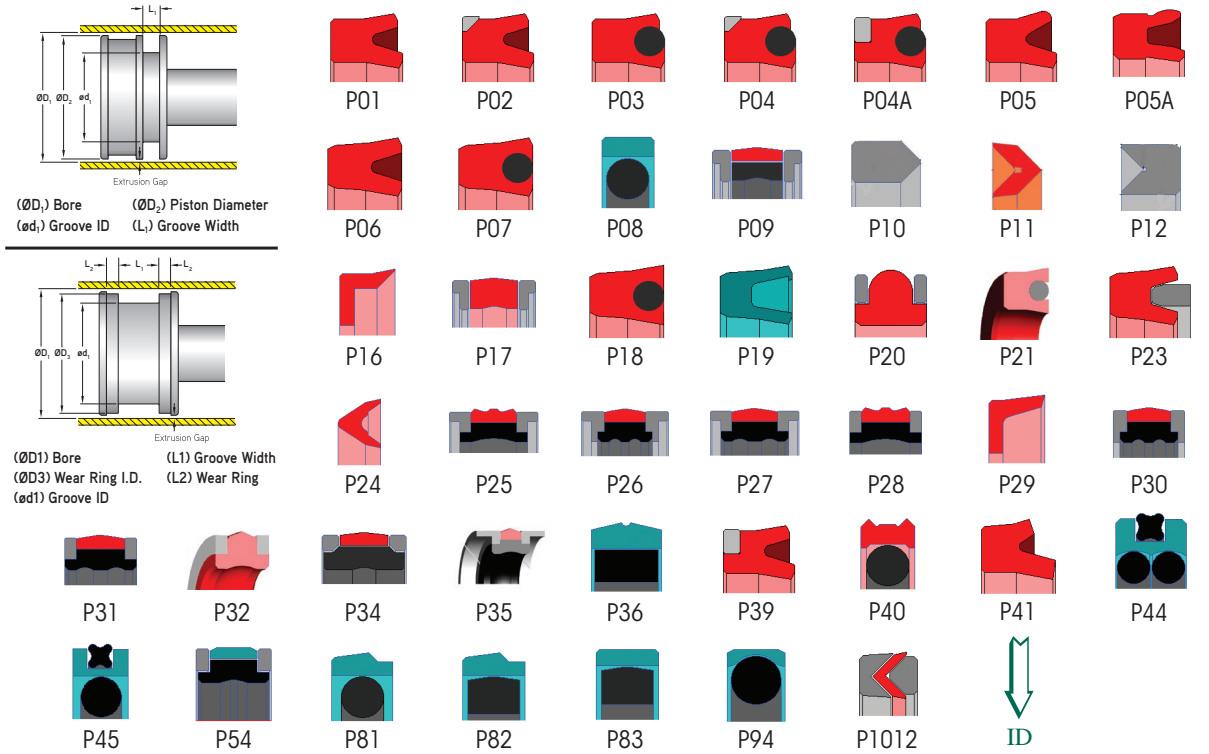 L₁
ØD₁ ØD₂ ød₁
Extrusion Gap
(ØD₁) Bore (ØD₂) Piston Diameter
(ød₁) Groove ID (L₁) Groove Width
L₂ L₁ L₂
ØD₁ ØD₃ ød₁
Extrusion Gap
(ØD1) Bore (L1) Groove Width
(ØD3) Wear Ring I.D. (L2) Wear Ring
(ød1) Groove ID
P01 P02 P03 P04 P04A P05 P05A
P06 P07 P08 P09 P10 P11 P12
P16 P17 P18 P19 P20 P21 P23
P24 P25 P26 P27 P28 P29 P30
P31 P32 P34 P35 P36 P39 P40 P41 P44
P45 P54 P81 P82 P83 P94 P1012 ID